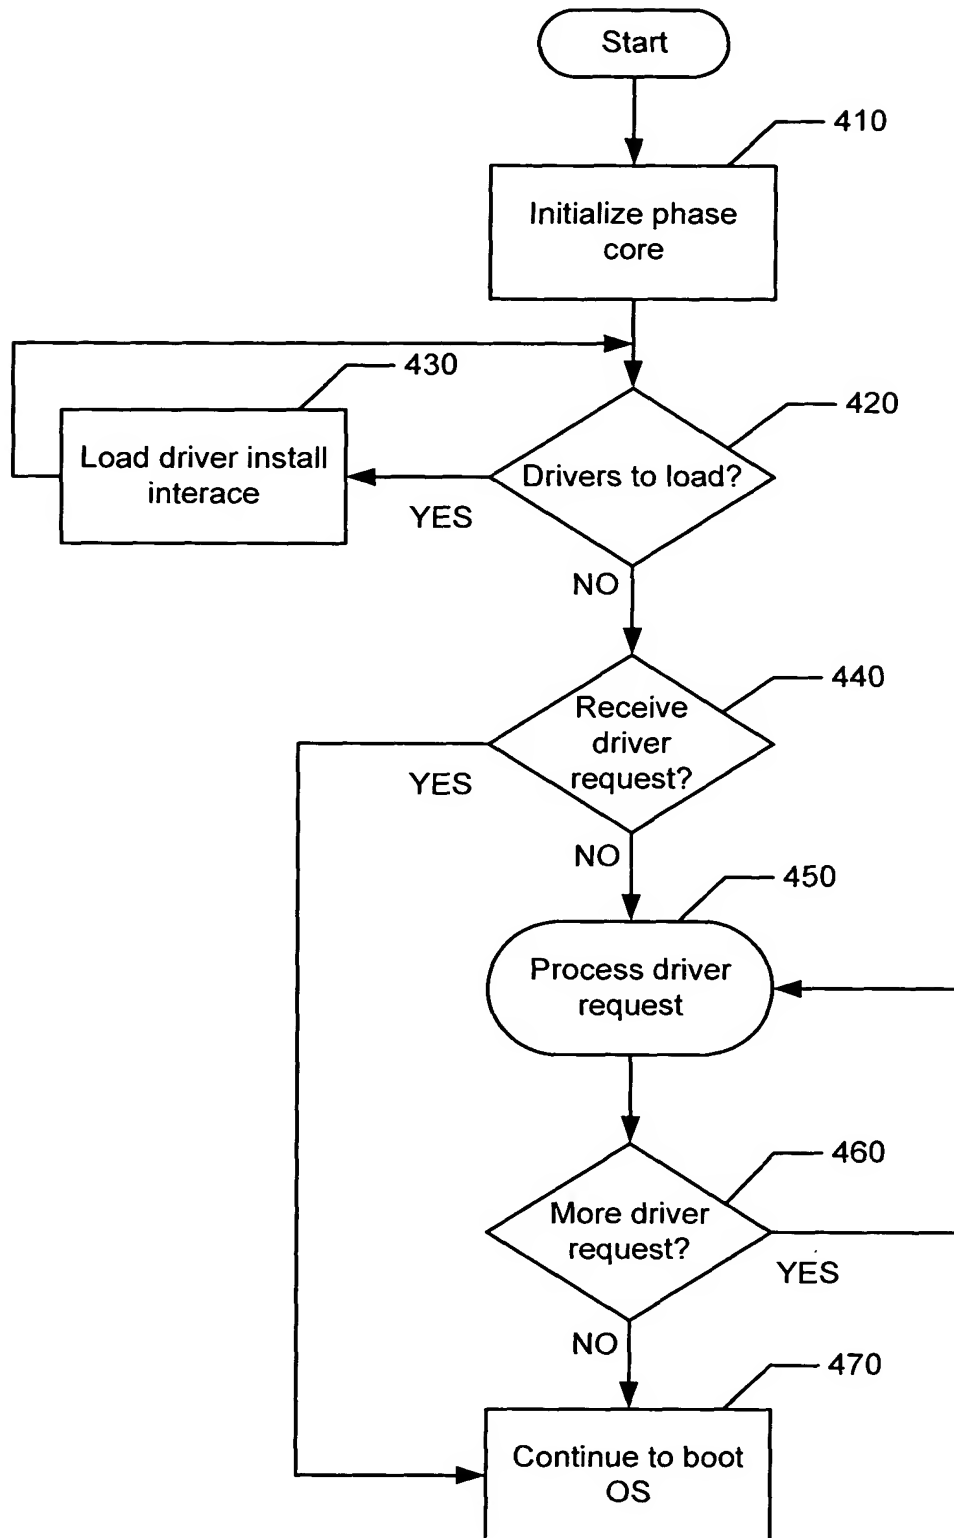 Start
410
Initialize phase
core
430
420
Load driver install
interace
Drivers to load?
YES
NO
440
Receive
driver
request?
YES
NO
450
Process driver
request
460
More driver
request?
YES
NO
470
Continue to boot
OS